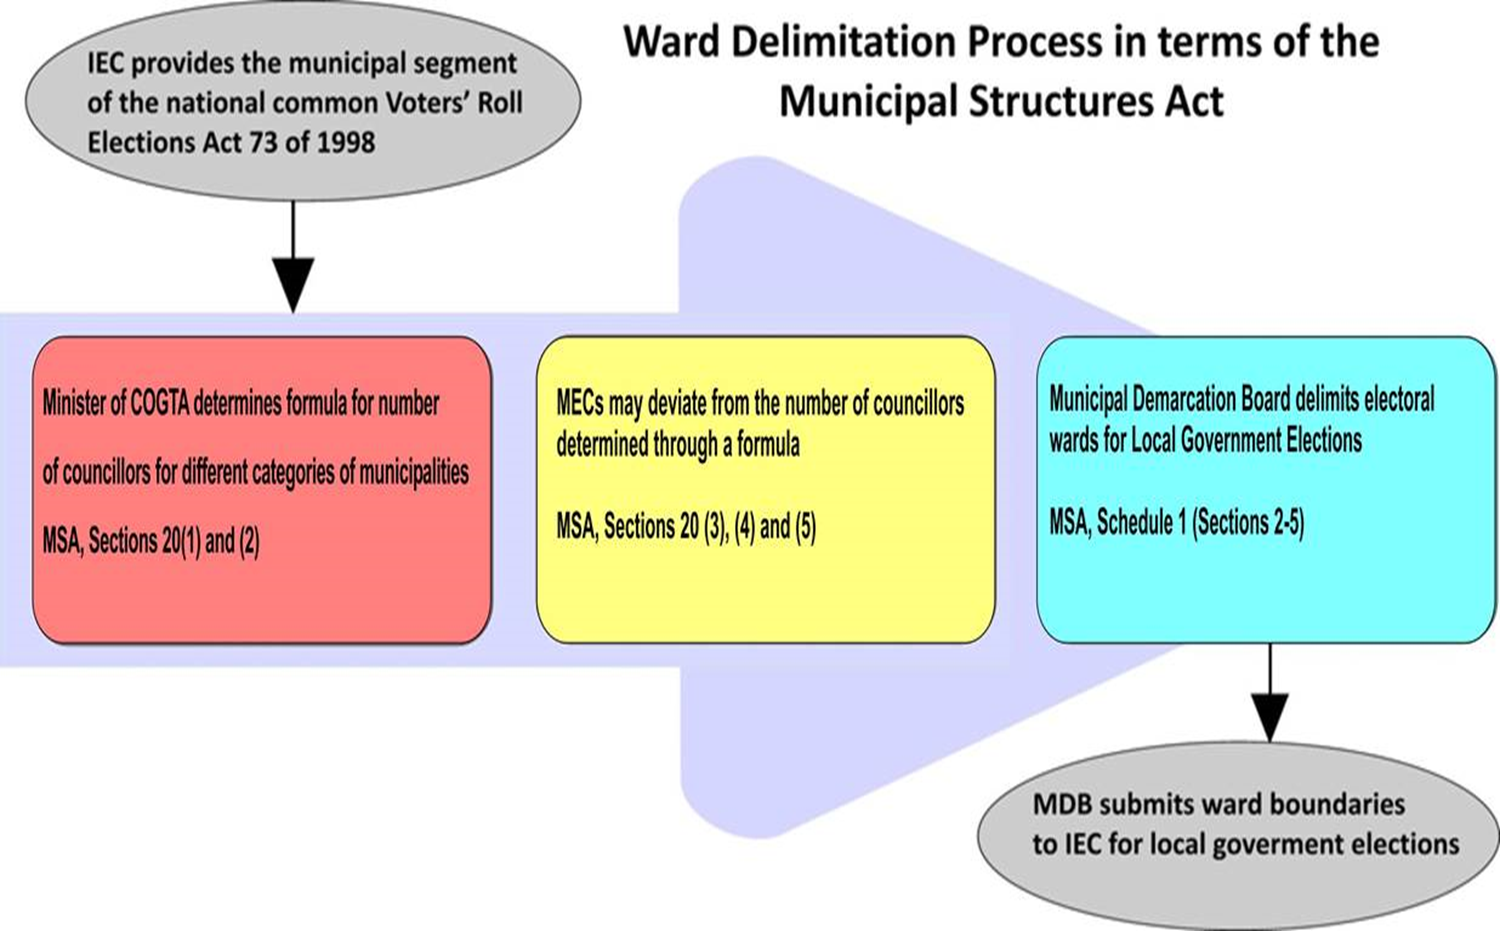 Ward Delimitation Process in terms of the
Municipal Structures Act
IEC provides the municipal segment
of the national common Voters’ Roll
Elections Act 73 of 1998
Minister of COGTA determines formula for number
of councillors for different categories of municipalities
MSA, Sections 20(1) and (2)
MECs may deviate from the number of councillors
determined through a formula
MSA, Sections 20 (3), (4) and (5)
Municipal Demarcation Board delimits electoral
wards for Local Government Elections
MSA, Schedule 1 (Sections 2-5)
MDB submits ward boundaries
to IEC for local goverment elections